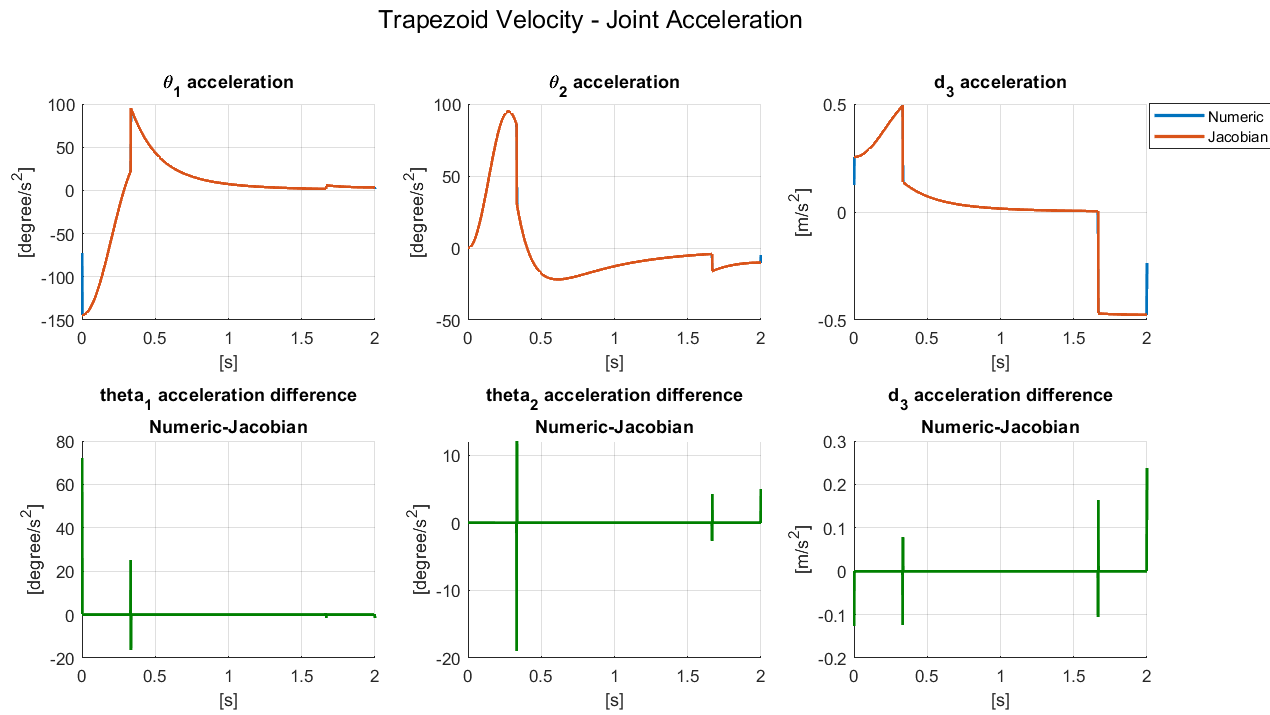 Trapezoid Velocity - Joint Acceleration
θ1 acceleration
100
50
0
-50
-100
-150
[degree/s2]
0 0.5 1 1.5 2
[s]
θ2 acceleration
100
50
0
-50
[degree/s2]
0 0.5 1 1.5 2
[s]
d3 acceleration
0.5
0
-0.5
[m/s2]
0 0.5 1 1.5 2
[s]
Numeric
Jacobian
theta1 acceleration difference
Numeric-Jacobian
80
60
40
20
0
-20
[degree/s2]
0 0.5 1 1.5 2
[s]
theta2 acceleration difference
Numeric-Jacobian
10
0
-10
-20
[degree/s2]
0 0.5 1 1.5 2
[s]
d3 acceleration difference
Numeric-Jacobian
0.3
0.2
0.1
0
-0.1
-0.2
[m/s2]
0 0.5 1 1.5 2
[s]